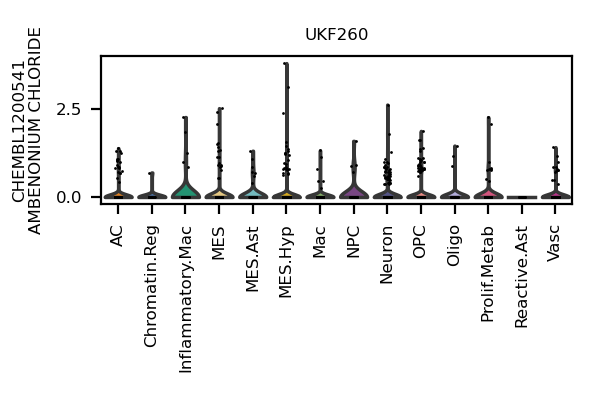 UKF260
CHEMBL1200541
AMBENONIUM CHLORIDE
2.5
0.0
AC
Chromatin.Reg
Inflammatory.Mac
MES
MES.Ast
MES.Hyp
Mac
NPC
Neuron
OPC
Oligo
Prolif.Metab
Reactive.Ast
Vasc